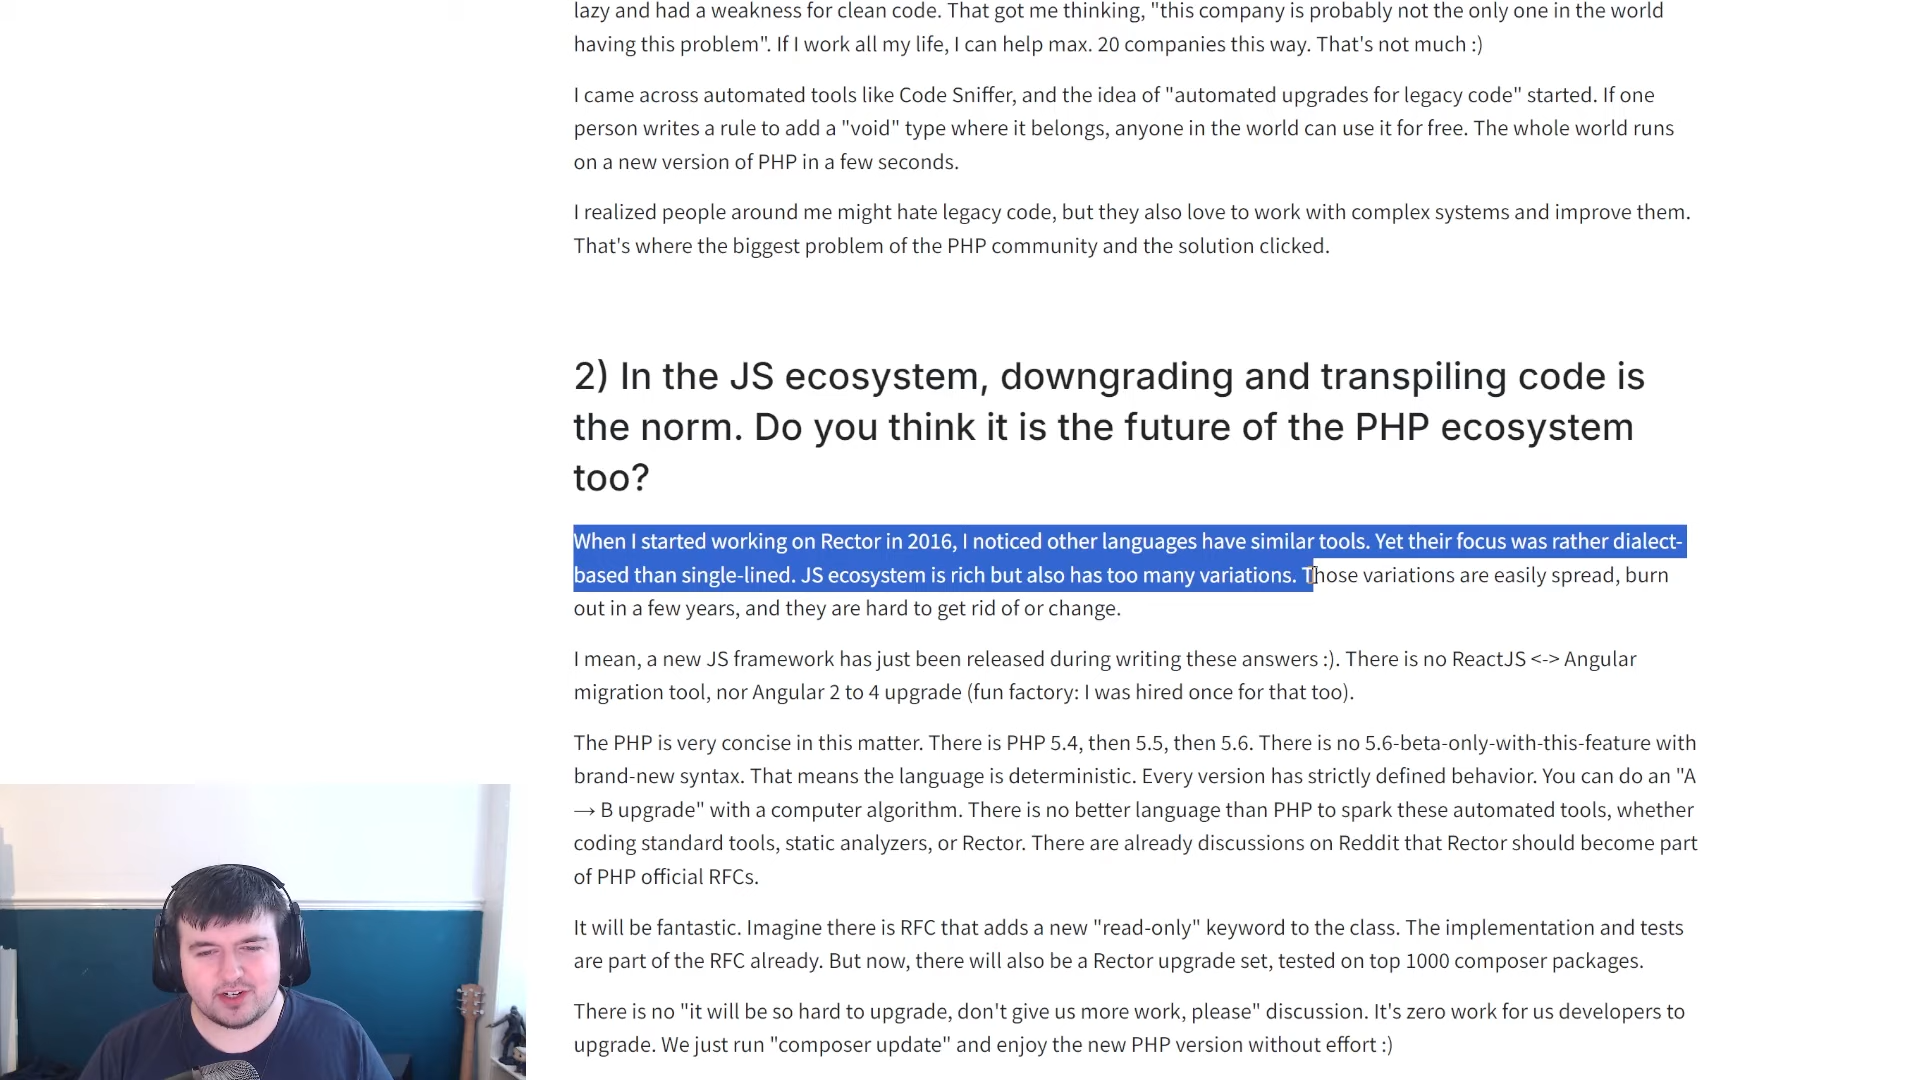 lazy and had a weakness for clean code. That got me thinking, "this company is probably not the only one in the world
having this problem". If I work all my life, I can help max. 20 companies this way. That's not much :)
I came across automated tools like Code Sniffer, and the idea of "automated upgrades for legacy code" started. If one
person writes a rule to add a "void" type where it belongs, anyone in the world can use it for free. The whole world runs
on a new version of PHP in a few seconds.
I realized people around me might hate legacy code, but they also love to work with complex systems and improve them.
That's where the biggest problem of the PHP community and the solution clicked.
2) In the JS ecosystem, downgrading and transpiling code is
the norm. Do you think it is the future of the PHP ecosystem
too?
When I started working on Rector in 2016, I noticed other languages have similar tools. Yet their focus was rather dialect-
based than single-lined. JS ecosystem is rich but also has too many variations. Those variations are easily spread, burn
out in a few years, and they are hard to get rid of or change.
I mean, a new JS framework has just been released during writing these answers :). There is no ReactJS <-> Angular
migration tool, nor Angular 2 to 4 upgrade (fun factory: I was hired once for that too).
The PHP is very concise in this matter. There is PHP 5.4, then 5.5, then 5.6. There is no 5.6-beta-only-with-this-feature with
brand-new syntax. That means the language is deterministic. Every version has strictly defined behavior. You can do an "A
→ B upgrade" with a computer algorithm. There is no better language than PHP to spark these automated tools, whether
coding standard tools, static analyzers, or Rector. There are already discussions on Reddit that Rector should become part
of PHP official RFCs.
It will be fantastic. Imagine there is RFC that adds a new "read-only" keyword to the class. The implementation and tests
are part of the RFC already. But now, there will also be a Rector upgrade set, tested on top 1000 composer packages.
There is no "it will be so hard to upgrade, don't give us more work, please" discussion. It's zero work for us developers to
upgrade. We just run "composer update" and enjoy the new PHP version without effort :)